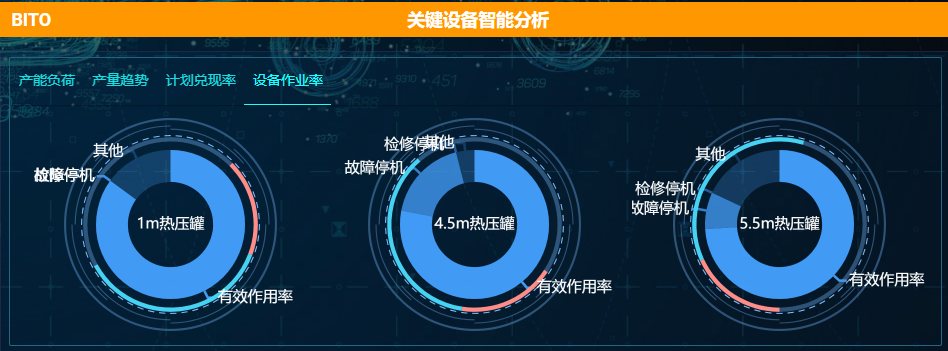 BITO
关键设备智能分析
产能负荷 产量趋势 计划兑现率 设备作业率
其他
检修停机
故障停机
1m热压罐
有效作用率
其他
检修停机
故障停机
4.5m热压罐
有效作用率
其他
检修停机
故障停机
5.5m热压罐
有效作用率